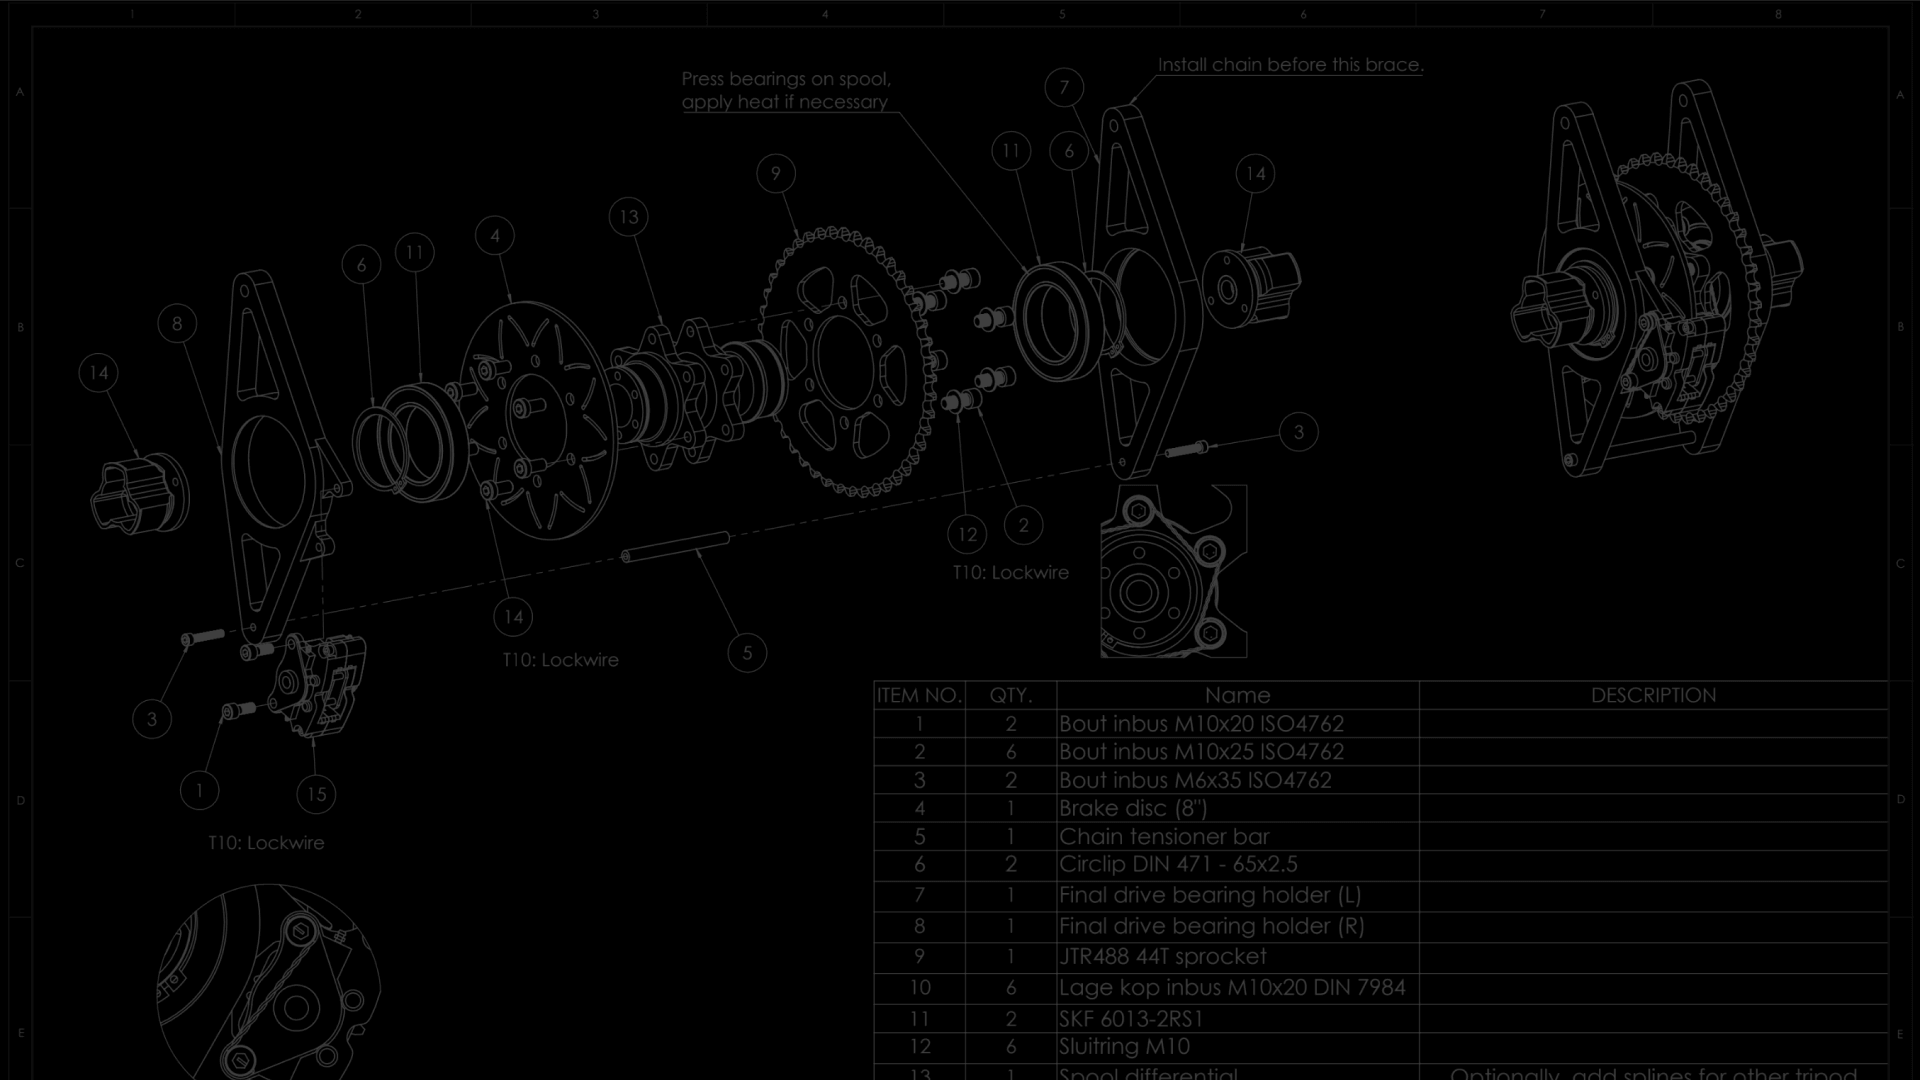 1 2 3 4 5 6 7 8
A A
Install chain before this brace.
Press bearings on spool,
apply heat if necessary
7
11 6
9 14
13
4
11
6
8
B B
14
3
12 2
T10: Lockwire
C C
14
T10: Lockwire
5
3
1 15
T10: Lockwire
D D
ITEM NO. QTY. Name DESCRIPTION
1 2 Bout inbus M10x20 ISO4762
2 6 Bout inbus M10x25 ISO4762
3 2 Bout inbus M6x35 ISO4762
4 1 Brake disc (8")
5 1 Chain tensioner bar
6 2 Circlip DIN 471 - 65x2.5
7 1 Final drive bearing holder (L)
8 1 Final drive bearing holder (R)
9 1 JTR488 44T sprocket
10 6 Lage kop inbus M10x20 DIN 7984
11 2 SKF 6013-2RS1
12 6 Sluitring M10
E E
13 1 Spool differential Optionally, add splines for other tripod